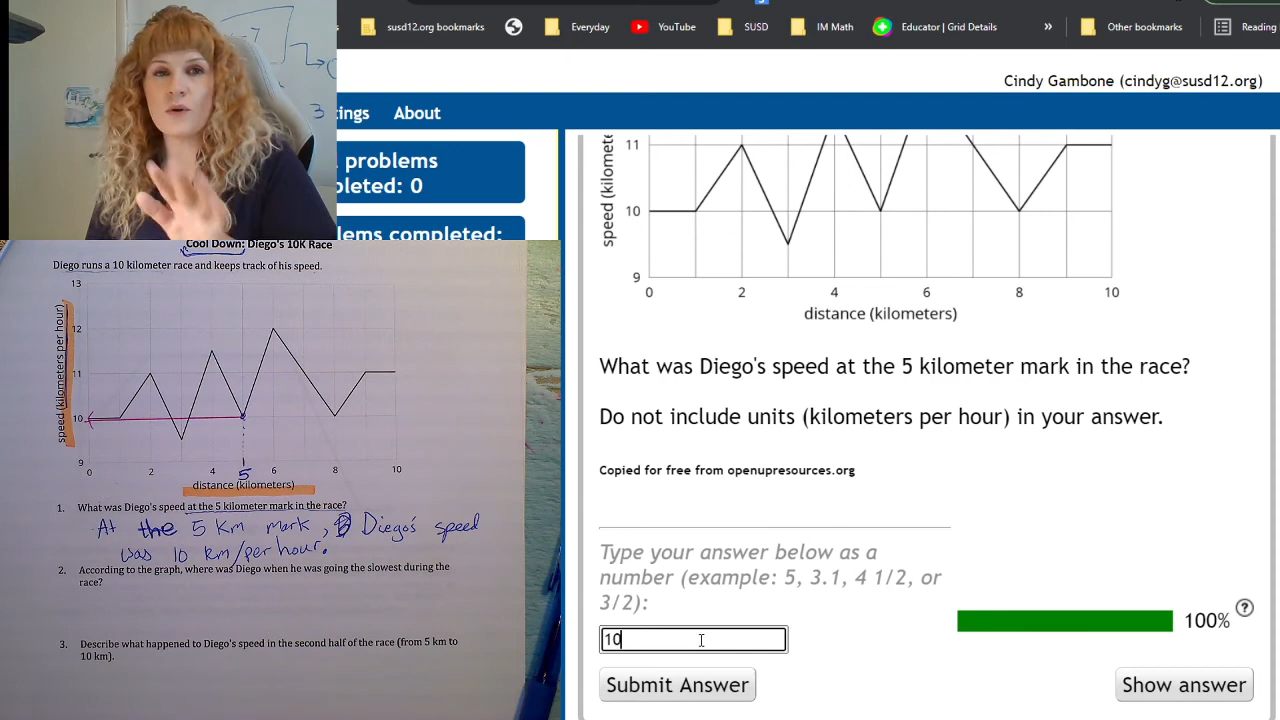 susd12.org bookmarks
Everyday
YouTube
SUSD
IM Math
Educator | Grid Details
»
Other bookmarks
Reading
Cindy Gambone (cindyg@susd12.org)
ings
About
problems
pleted: 0
lems completed:
3
speed (kilomete
11
10
9
0 2 4 6 8 10
distance (kilometers)
What was Diego's speed at the 5 kilometer mark in the race?
Do not include units (kilometers per hour) in your answer.
Copied for free from openupresources.org
Type your answer below as a
number (example: 5, 3.1, 4 1/2, or
3/2):
10
100%
?
Submit Answer
Show answer
Cool Down: Diego's 10K Race
Diego runs a 10 kilometer race and keeps track of his speed.
speed (kilometers per hour)
13
12
11
10
9
0 2 4 6 8 10
5
distance (kilometers)
1. What was Diego's speed at the 5 kilometer mark in the race?
At the 5 Km mark, Diego's speed
was 10 km/per hour.
2. According to the graph, where was Diego when he was going the slowest during the
race?
3. Describe what happened to Diego's speed in the second half of the race (from 5 km to
10 km).